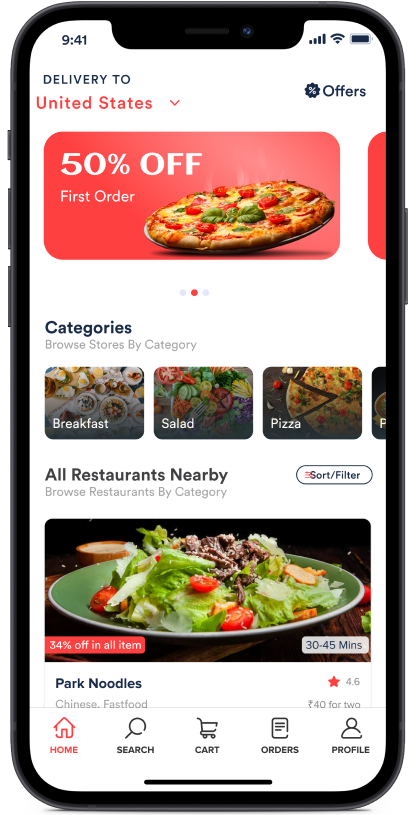 9:41
DELIVERY TO
United States
Offers
50% OFF
First Order
Categories
Browse Stores By Category
Breakfast
Salad
Pizza
P
All Restaurants Nearby
Browse Restaurants By Category
Sort/Filter
34% off in all item
30-45 Mins
Park Noodles
4.6
Chinese, Fastfood
₹40 for two
HOME
SEARCH
CART
ORDERS
PROFILE